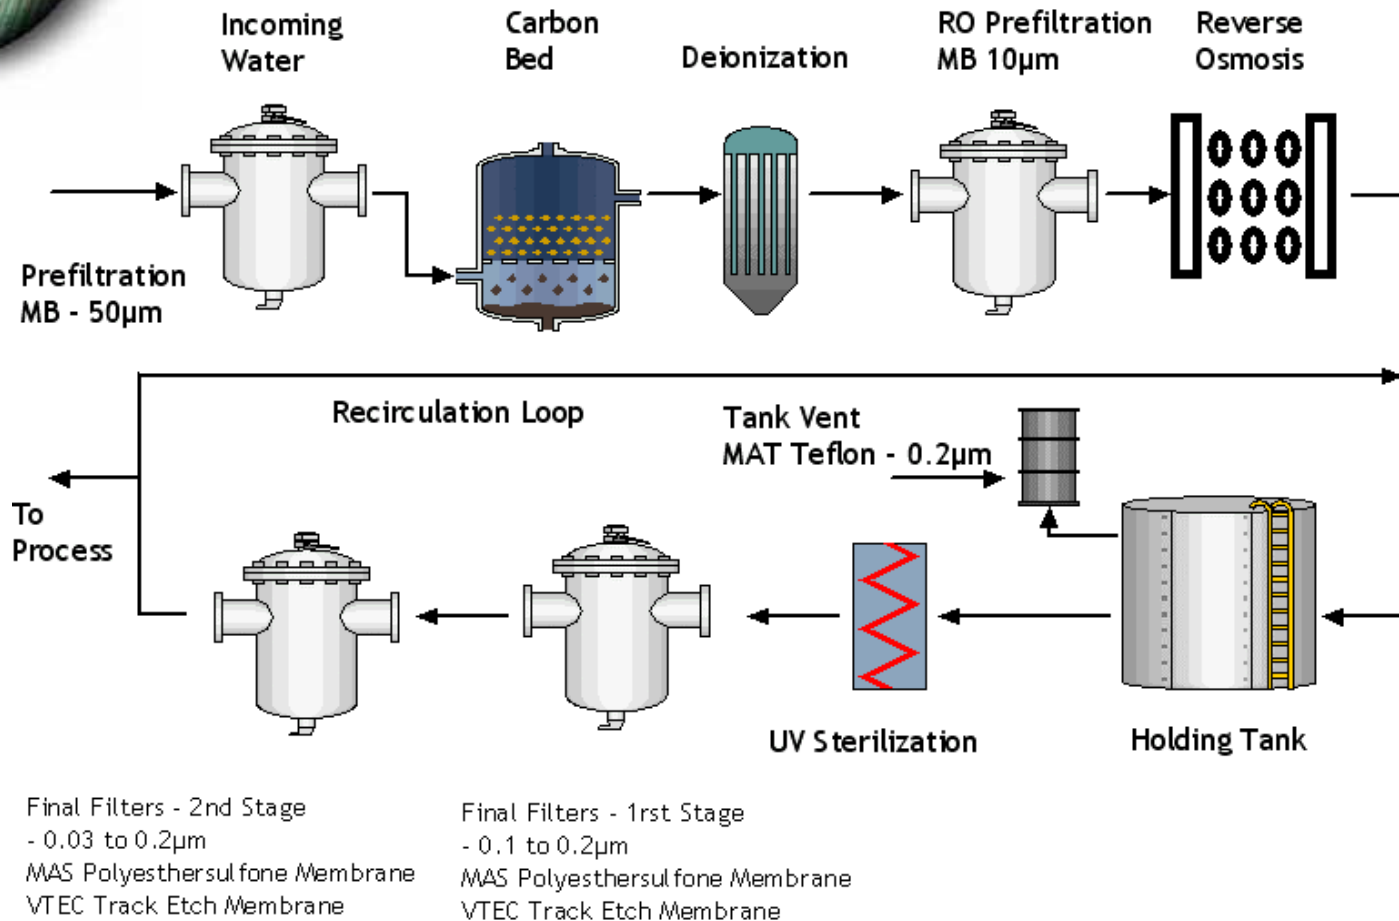 Incoming
Water
Carbon
Bed
Deionization
RO Prefiltration
MB 10µm
Reverse
Osmosis
Prefiltration
MB - 50µm
Recirculation Loop
Tank Vent
MAT Teflon - 0.2µm
To
Process
UV Sterilization
Holding Tank
Final Filters - 2nd Stage
- 0.03 to 0.2µm
MAS Polyesthersulfone Membrane
VTEC Track Etch Membrane
Final Filters - 1rst Stage
- 0.1 to 0.2µm
MAS Polyesthersulfone Membrane
VTEC Track Etch Membrane